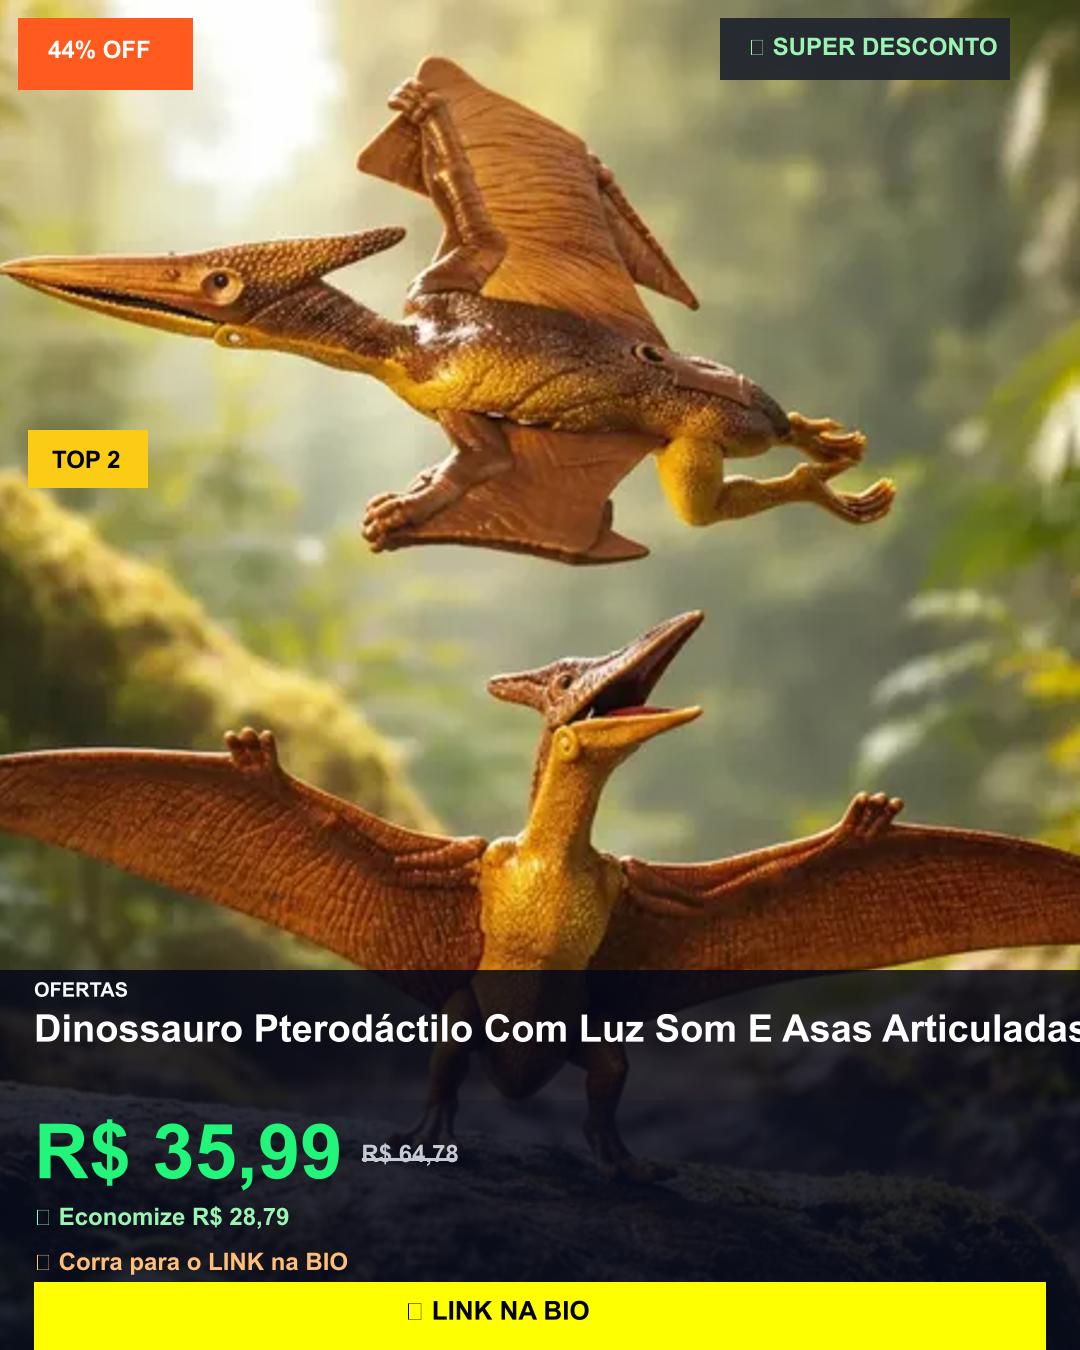 44% OFF
SUPER DESCONTO
TOP 2
OFERTAS
Dinossauro Pterodáctilo Com Luz Som E Asas Articuladas
R$ 35,99 R$ 64,78
Economize R$ 28,79
Corra para o LINK na BIO
LINK NA BIO